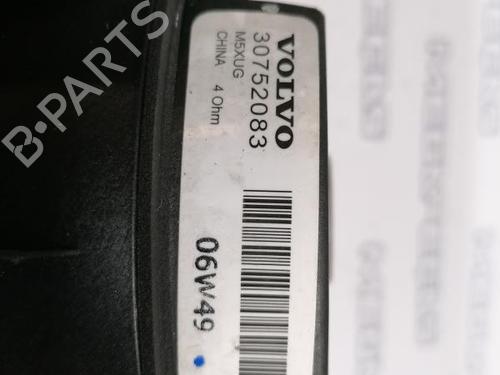 VOLVO
30752083
M5XUG
CHINA 4 Ohm
06W49
B-PARTS